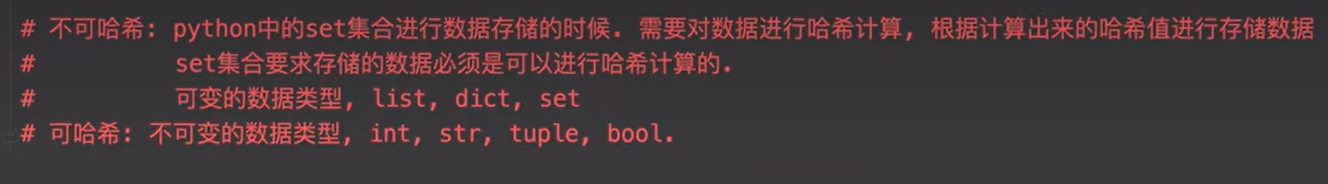 # 不可哈希: python中的set集合进行数据存储的时候. 需要对数据进行哈希计算, 根据计算出来的哈希值进行存储数据
# set集合要求存储的数据必须是可以进行哈希计算的.
# 可变的数据类型, list, dict, set
# 可哈希: 不可变的数据类型, int, str, tuple, bool.